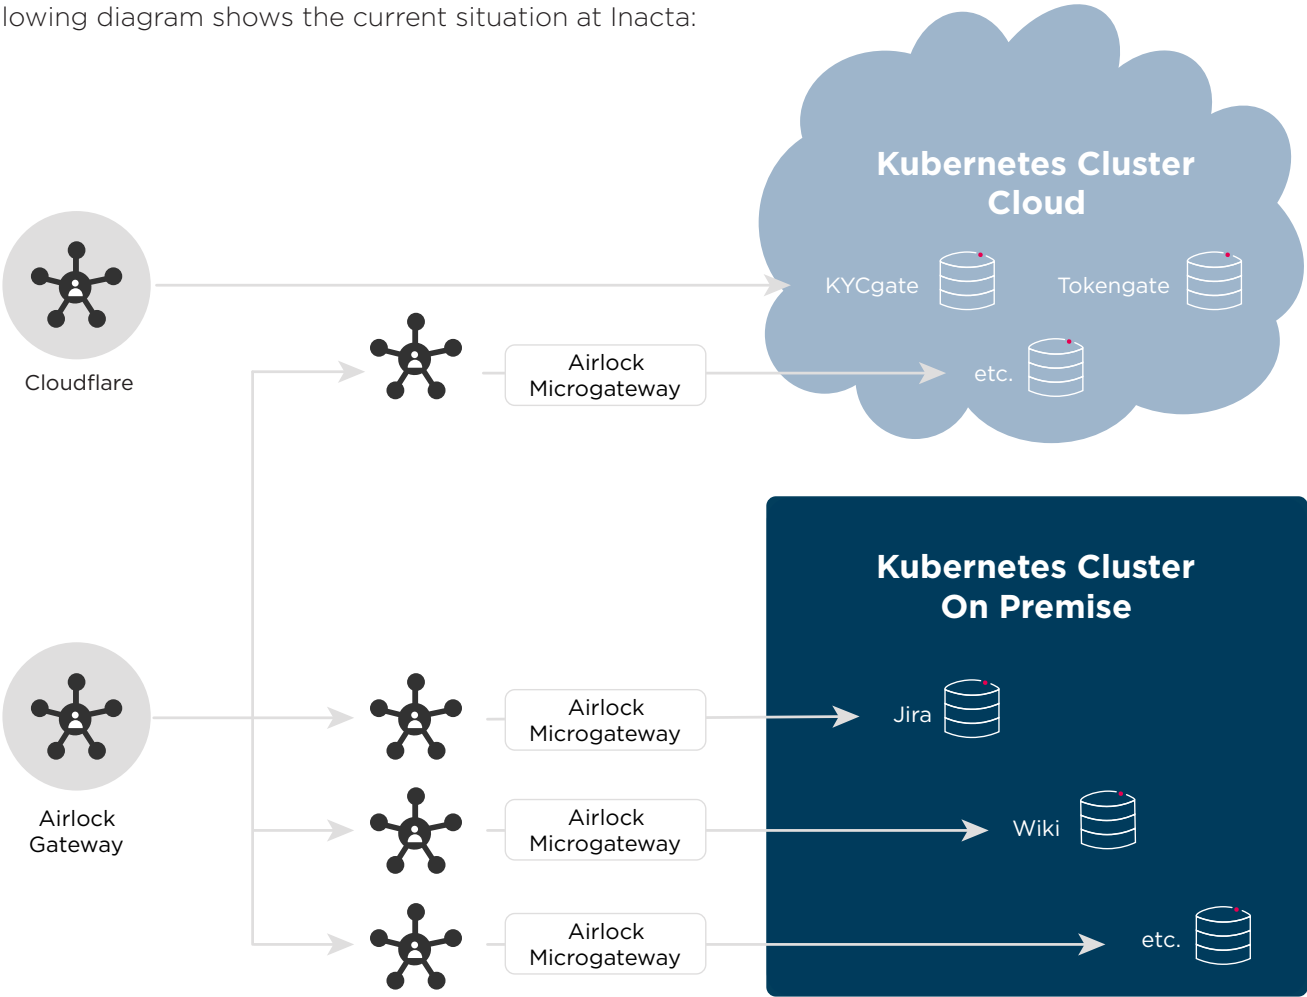 lowing diagram shows the current situation at Inacta:
Kubernetes Cluster
Cloud
KYCgate
Tokengate
Cloudflare
Airlock
Microgateway
etc.
Kubernetes Cluster
On Premise
Airlock
Microgateway
Jira
Airlock
Gateway
Airlock
Microgateway
Wiki
Airlock
Microgateway
etc.